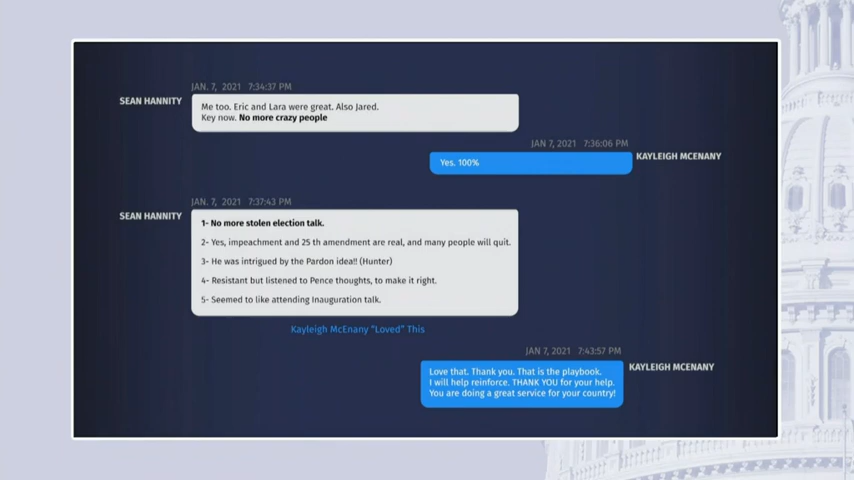 JAN. 7, 2021 7:34:37 PM
SEAN HANNITY
Me too. Eric and Lara were great. Also Jared.
Key now. No more crazy people
JAN 7, 2021 7:36:06 PM
Yes. 100%
KAYLEIGH MCENANY
JAN. 7, 2021 7:37:43 PM
SEAN HANNITY
1- No more stolen election talk.
2- Yes, impeachment and 25 th amendment are real, and many people will quit.
3- He was intrigued by the Pardon idea!! (Hunter)
4- Resistant but listened to Pence thoughts, to make it right.
5- Seemed to like attending Inauguration talk.
Kayleigh McEnany “Loved” This
JAN 7, 2021 7:43:57 PM
KAYLEIGH MCENANY
Love that. Thank you. That is the playbook.
I will help reinforce. THANK YOU for your help.
You are doing a great service for your country!